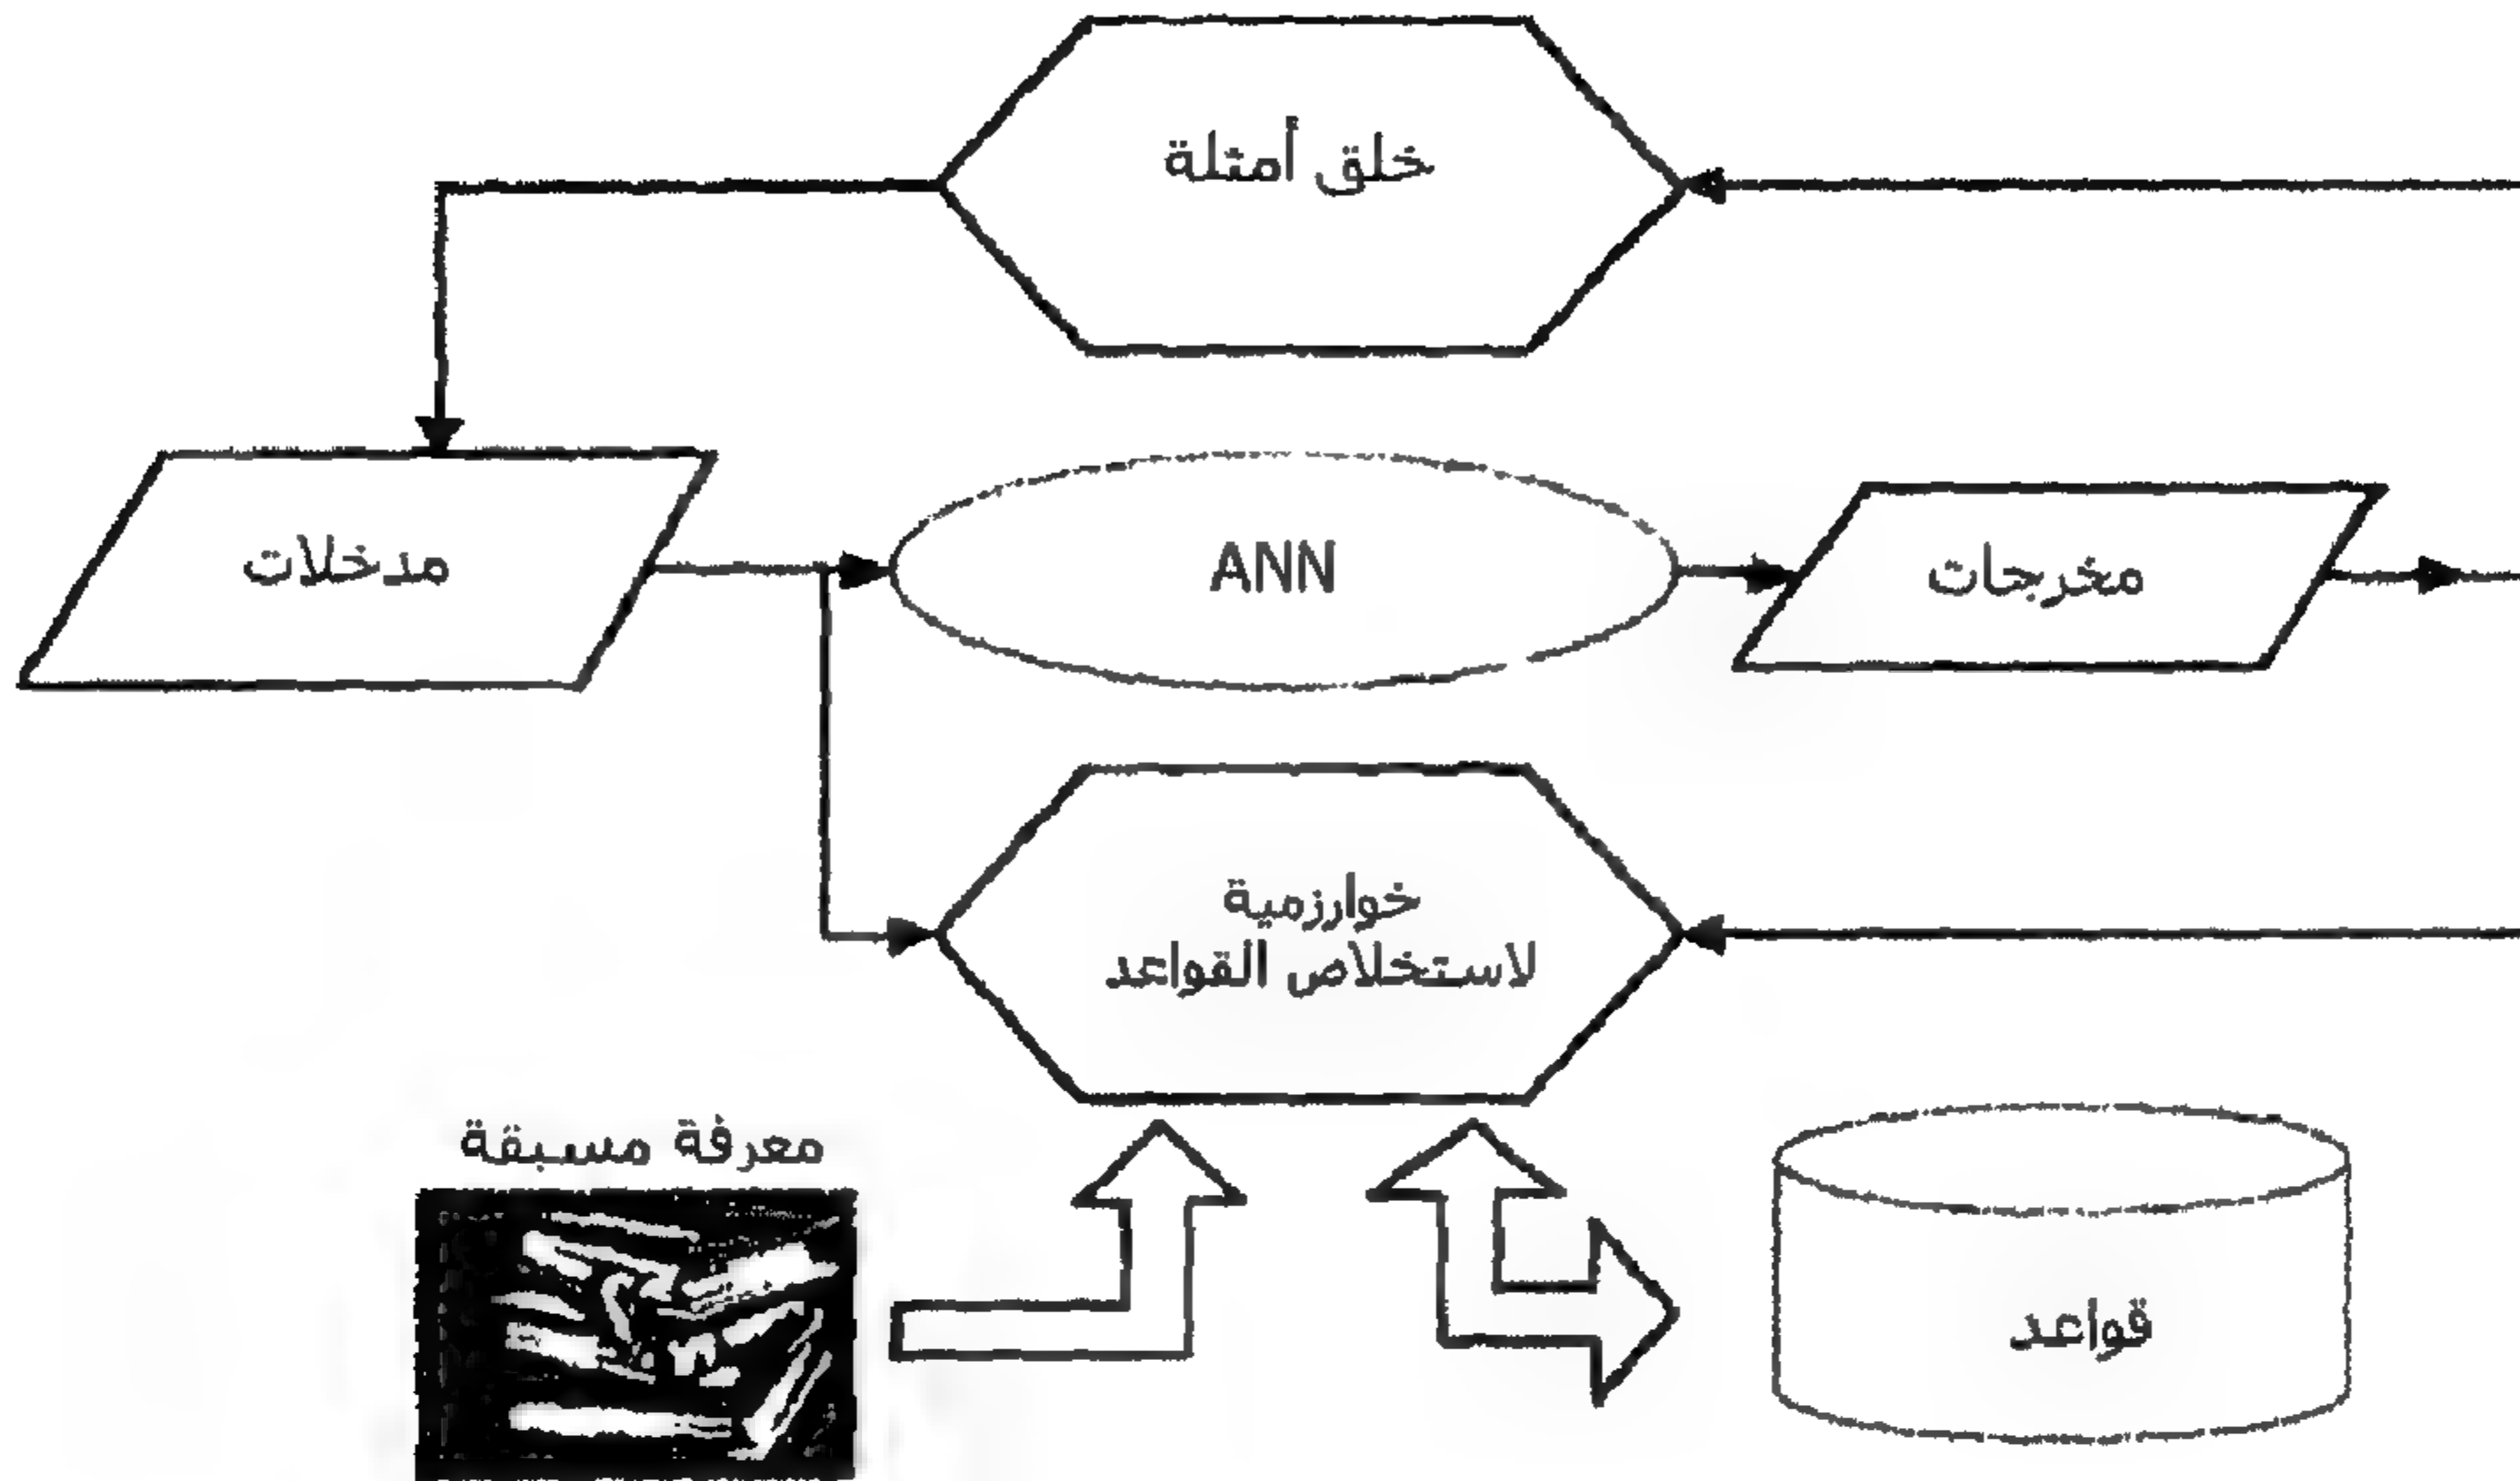 خلق أمثلة
مدخلات
ANN
مخرجات
خوارزمية
لاستخلاص القواعد
معرفة مسبقة
قواعد